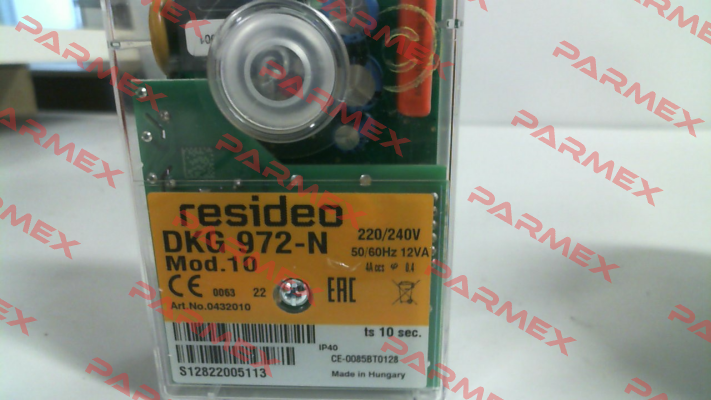 resideo
DKG 972-N
220/240V
Mod.10
50/60Hz 12VA
0063 22
EAC
Art.No.0432010
ts 10 sec.
IP40
CE-0085BT0128
S12822005113
Made in Hungary
PARMEX